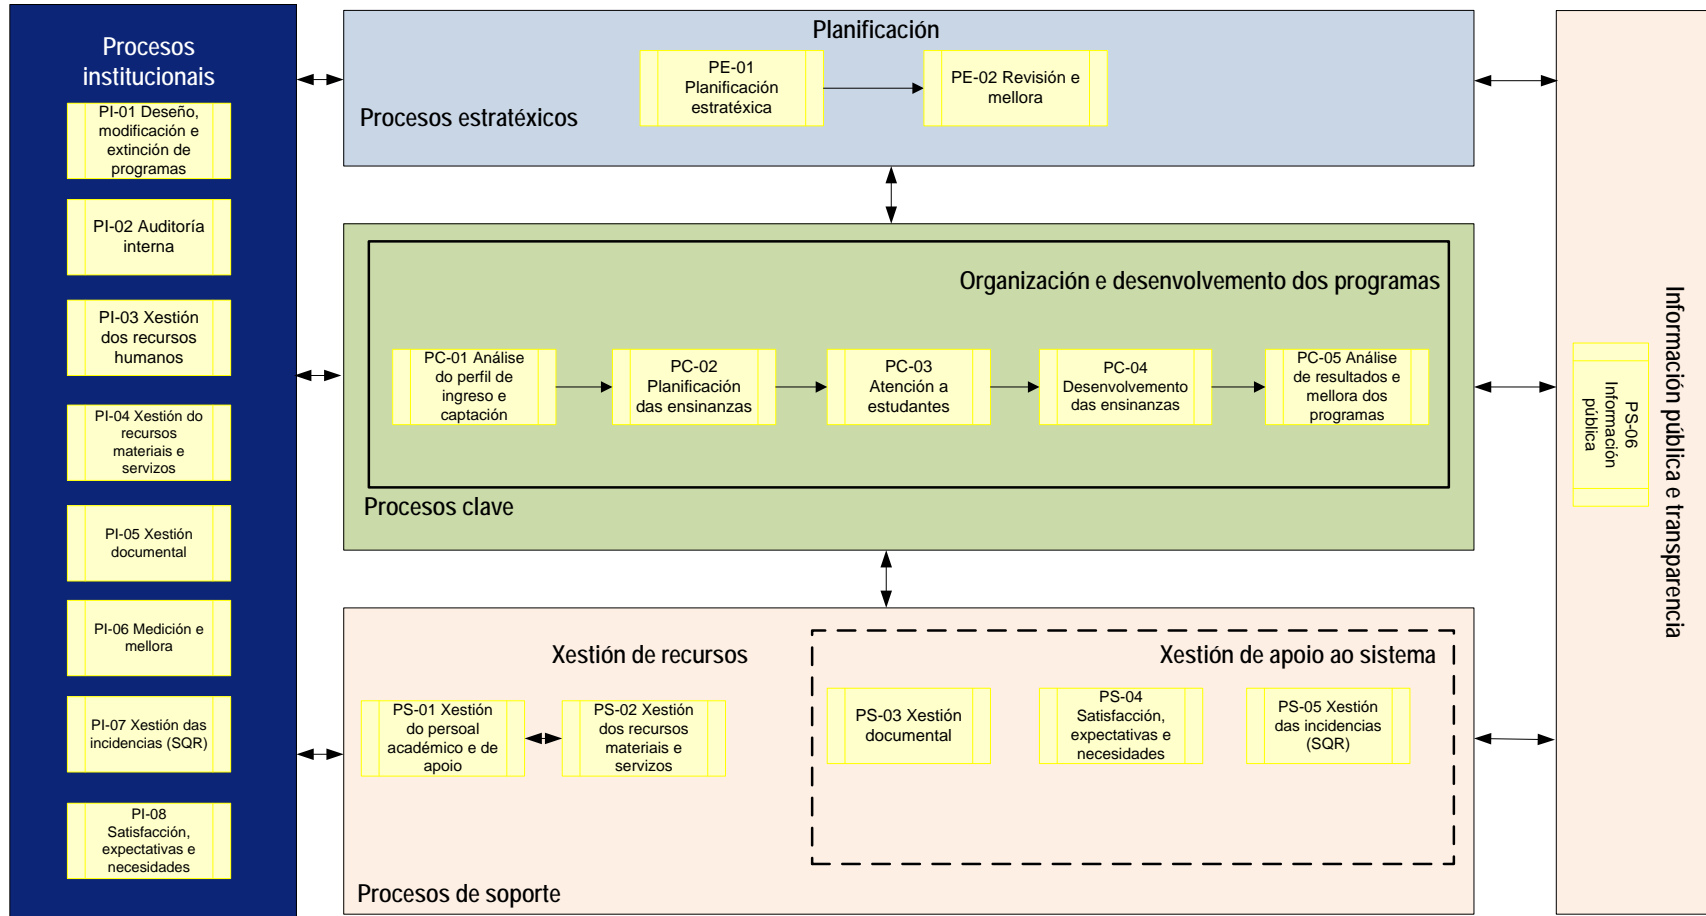 Procesos
institucionais
PI-01 Deseño,
modificación e
extinción de
programas
PI-02 Auditoría
interna
PI-03 Xestión
dos recursos
humanos
PI-04 Xestión do
recursos
materiais e
servizos
PI-05 Xestión
documental
PI-06 Medición e
mellora
PI-07 Xestión das
incidencias (SQR)
PI-08
Satisfacción,
expectativas e
necesidades
Planificación
PE-01
Planificación
estratéxica
PE-02 Revisión e
mellora
Procesos estratéxicos
Organización e desenvolvemento dos programas
PC-01 Análise
do perfil de
ingreso e
captación
PC-02
Planificación
das ensinanzas
PC-03
Atención a
estudantes
PC-04
Desenvolvemento
das ensinanzas
PC-05 Análise
de resultados e
mellora dos
programas
Procesos clave
Xestión de recursos
PS-01 Xestión
do persoal
académico e de
apoio
PS-02 Xestión
dos recursos
materiais e
servizos
Xestión de apoio ao sistema
PS-03 Xestión
documental
PS-04
Satisfacción,
expectativas e
necesidades
PS-05 Xestión
das incidencias
(SQR)
Procesos de soporte
Información pública e transparencia
PS-06
Información
pública